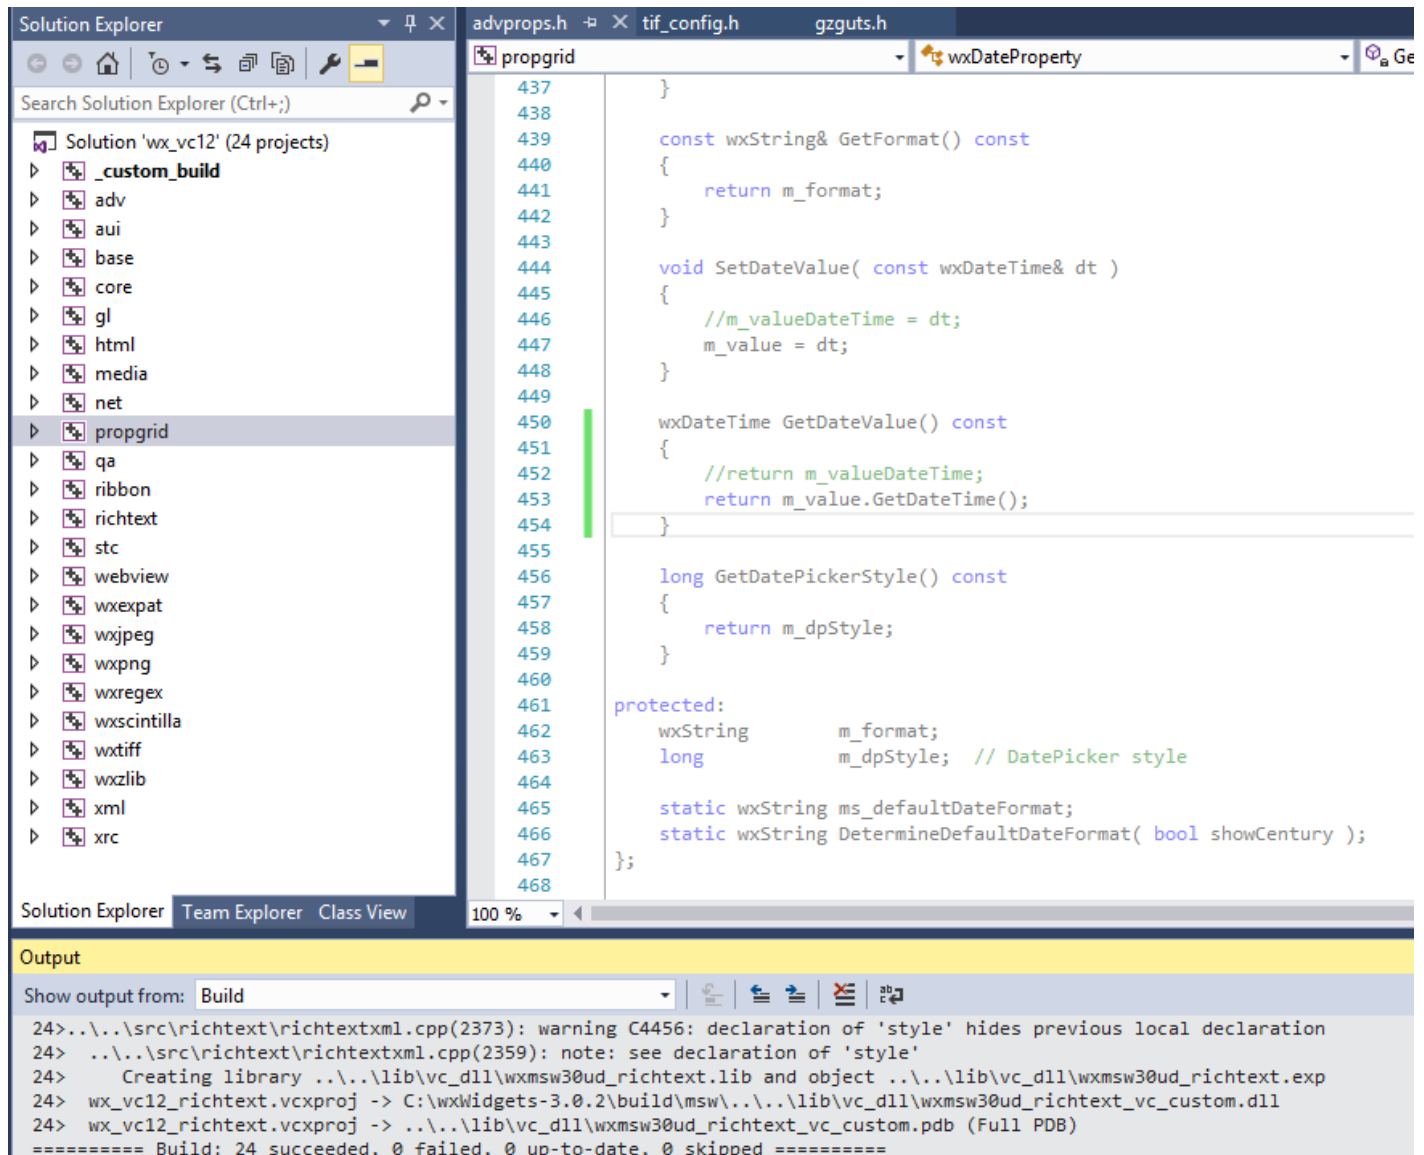 Solution Explorer
Search Solution Explorer (Ctrl+;)
Solution 'wx_vc12' (24 projects)
_custom_build
adv
aui
base
core
gl
html
media
net
propgrid
qa
ribbon
richtext
stc
webview
wxexpat
wxjpeg
wxpng
wxregex
wxscintilla
wxtiff
wxzlib
xml
xrc
Solution Explorer Team Explorer Class View
advprops.h tif_config.h gzguts.h
propgrid wxDateProperty Ge
437 }
438
439 const wxString& GetFormat() const
440 {
441 return m_format;
442 }
443
444 void SetDateValue( const wxDateTime& dt )
445 {
446 //m_valueDateTime = dt;
447 m_value = dt;
448 }
449
450 wxDateTime GetDateValue() const
451 {
452 //return m_valueDateTime;
453 return m_value.GetDateTime();
454 }
455
456 long GetDatePickerStyle() const
457 {
458 return m_dpStyle;
459 }
460
461 protected:
462 wxString m_format;
463 long m_dpStyle; // DatePicker style
464
465 static wxString ms_defaultDateFormat;
466 static wxString DetermineDefaultDateFormat( bool showCentury );
467 };
468
100 %
Output
Show output from: Build
24>..\..\src\richtext\richtextxml.cpp(2373): warning C4456: declaration of 'style' hides previous local declaration
24> ..\..\src\richtext\richtextxml.cpp(2359): note: see declaration of 'style'
24> Creating library ..\..\lib\vc_dll\wxmsw30ud_richtext.lib and object ..\..\lib\vc_dll\wxmsw30ud_richtext.exp
24> wx_vc12_richtext.vcxproj -> C:\wxWidgets-3.0.2\build\msw\..\..\lib\vc_dll\wxmsw30ud_richtext_vc_custom.dll
24> wx_vc12_richtext.vcxproj -> ..\..\lib\vc_dll\wxmsw30ud_richtext_vc_custom.pdb (Full PDB)
========== Build: 24 succeeded, 0 failed, 0 up-to-date, 0 skipped ==========